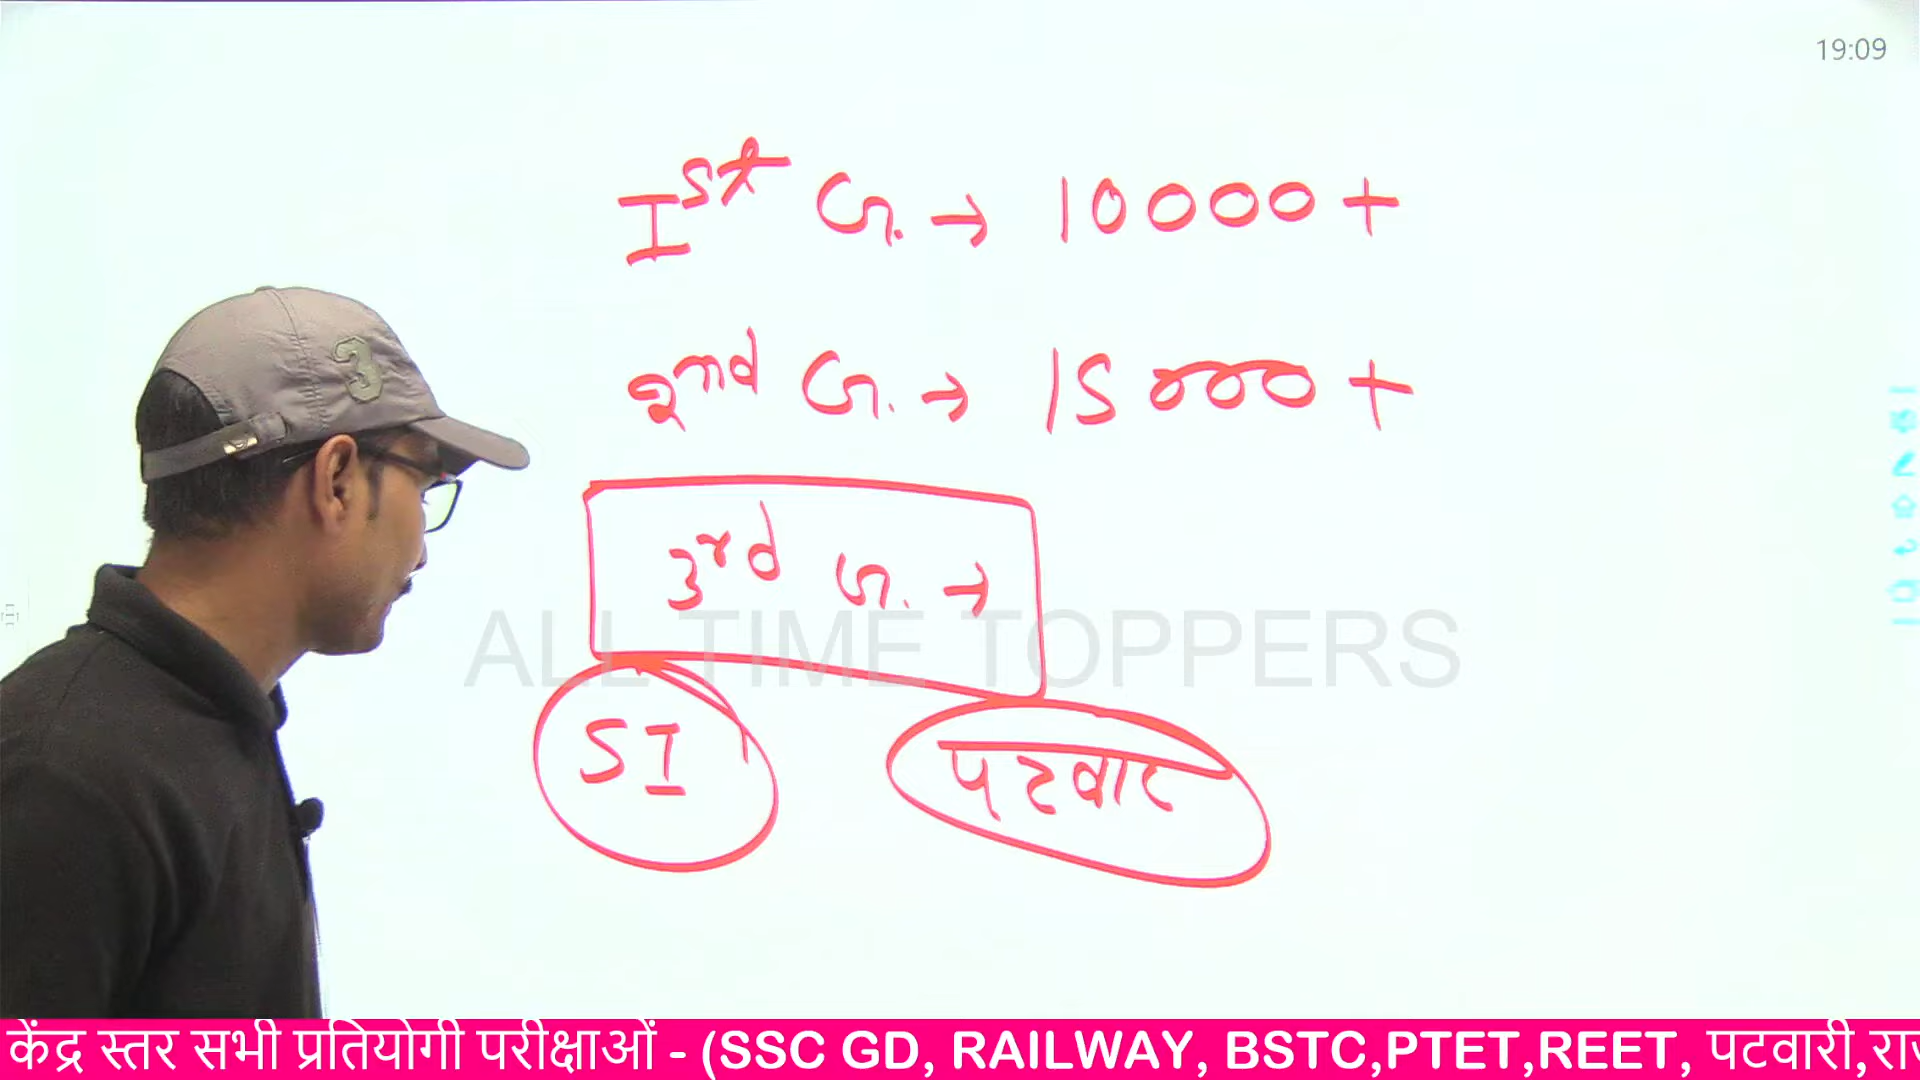 19:09
Ist G. → 10000+
2nd G. → 15000+
3rd G. →
ALL TIME TOPPERS
SI
पटवार
केंद्र स्तर सभी प्रतियोगी परीक्षाओं - (SSC GD, RAILWAY, BSTC,PTET,REET, पटवारी,राज